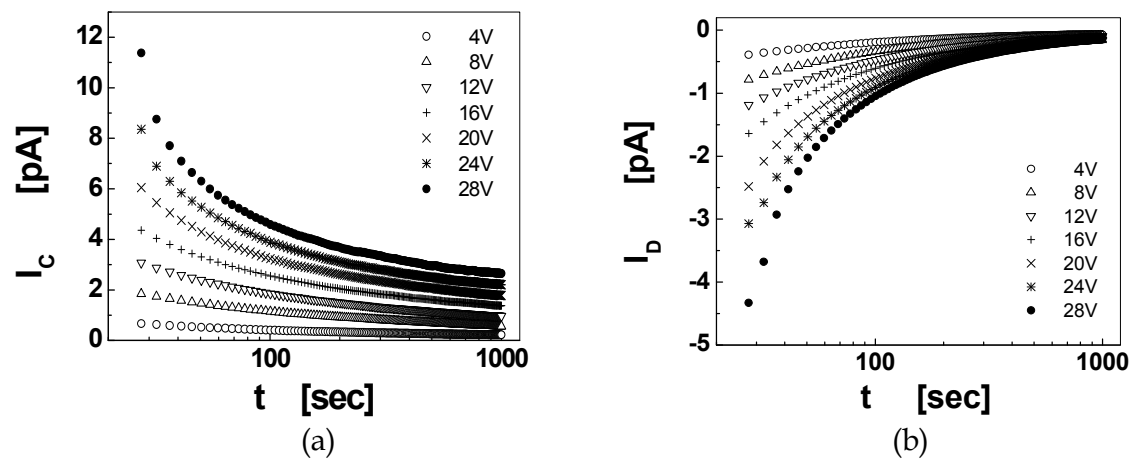 12
10
8
6
4
2
0
I_C [pA]
4V
8V
12V
16V
20V
24V
28V
100
1000
t [sec]
(a)
0
-1
-2
-3
-4
-5
I_D [pA]
4V
8V
12V
16V
20V
24V
28V
100
1000
t [sec]
(b)